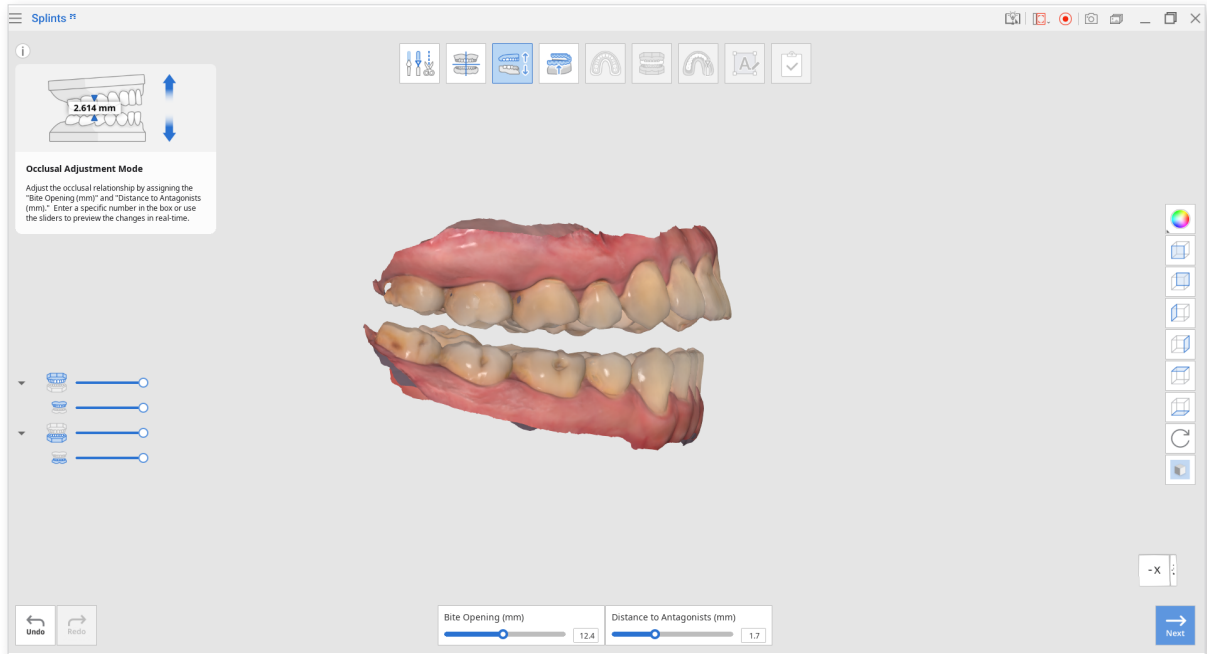 Splints
2.614 mm
Occlusal Adjustment Mode
Adjust the occlusal relationship by assigning the
"Bite Opening (mm)" and "Distance to Antagonists
(mm)." Enter a specific number in the box or use
the sliders to preview the changes in real-time.
-X
Undo
Redo
Bite Opening (mm)
12.4
Distance to Antagonists (mm)
1.7
Next